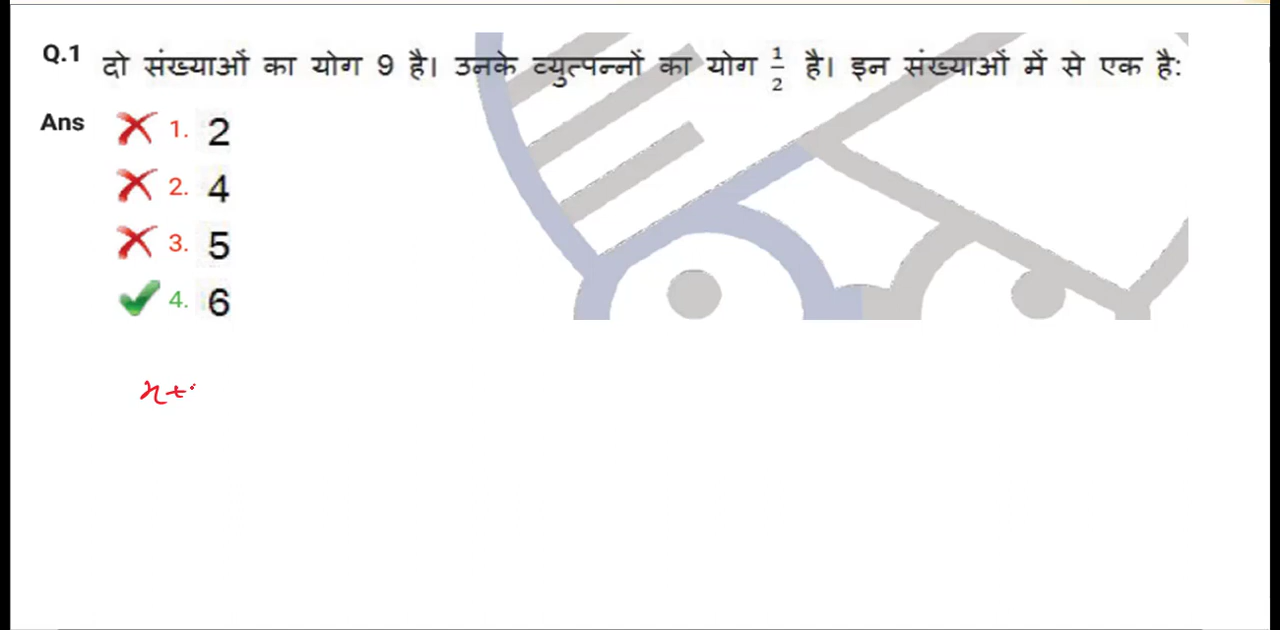 Q.1 दो संख्याओं का योग 9 है। उनके व्युत्पन्नों का योग 1/2 है। इन संख्याओं में से एक है:
Ans 1. 2
2. 4
3. 5
4. 6
x+